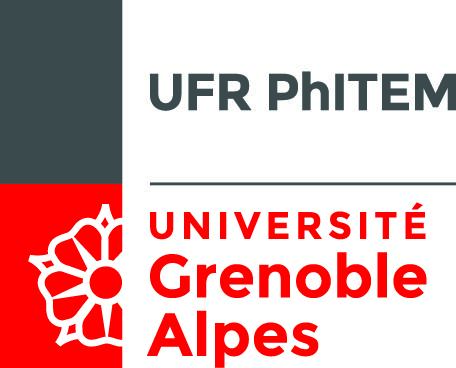 UFR PhITEM
UNIVERSITÉ
Grenoble
Alpes